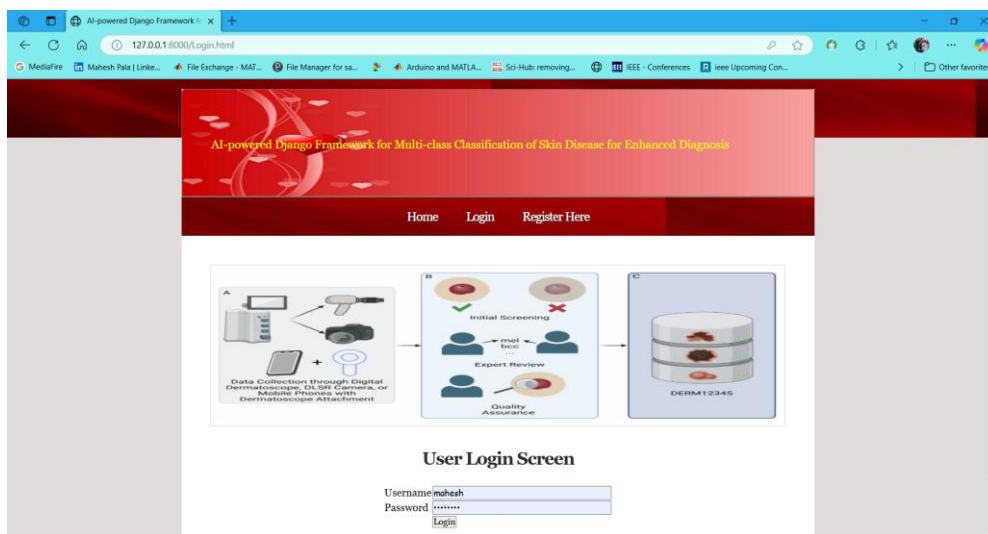 AI-powered Django Framework fo
127.0.0.1:8000/Login.html
MediaFire
Mahesh Pala | Linke...
File Exchange - MAT...
File Manager for sa...
Arduino and MATLA...
Sci-Hub: removing...
IEEE - Conferences
ieee Upcoming Con...
Other favorites
AI-powered Django Framework for Multi-class Classification of Skin Disease for Enhanced Diagnosis
Home Login Register Here
A
Data Collection through Digital
Dermatoscope, DLSR Camera, or
Mobile Phones with
Dermatoscope Attachment
B
Initial Screening
mel
bcc
...
Expert Review
Quality
Assurance
C
DERM12345
User Login Screen
Username mahesh
Password ••••••••
Login